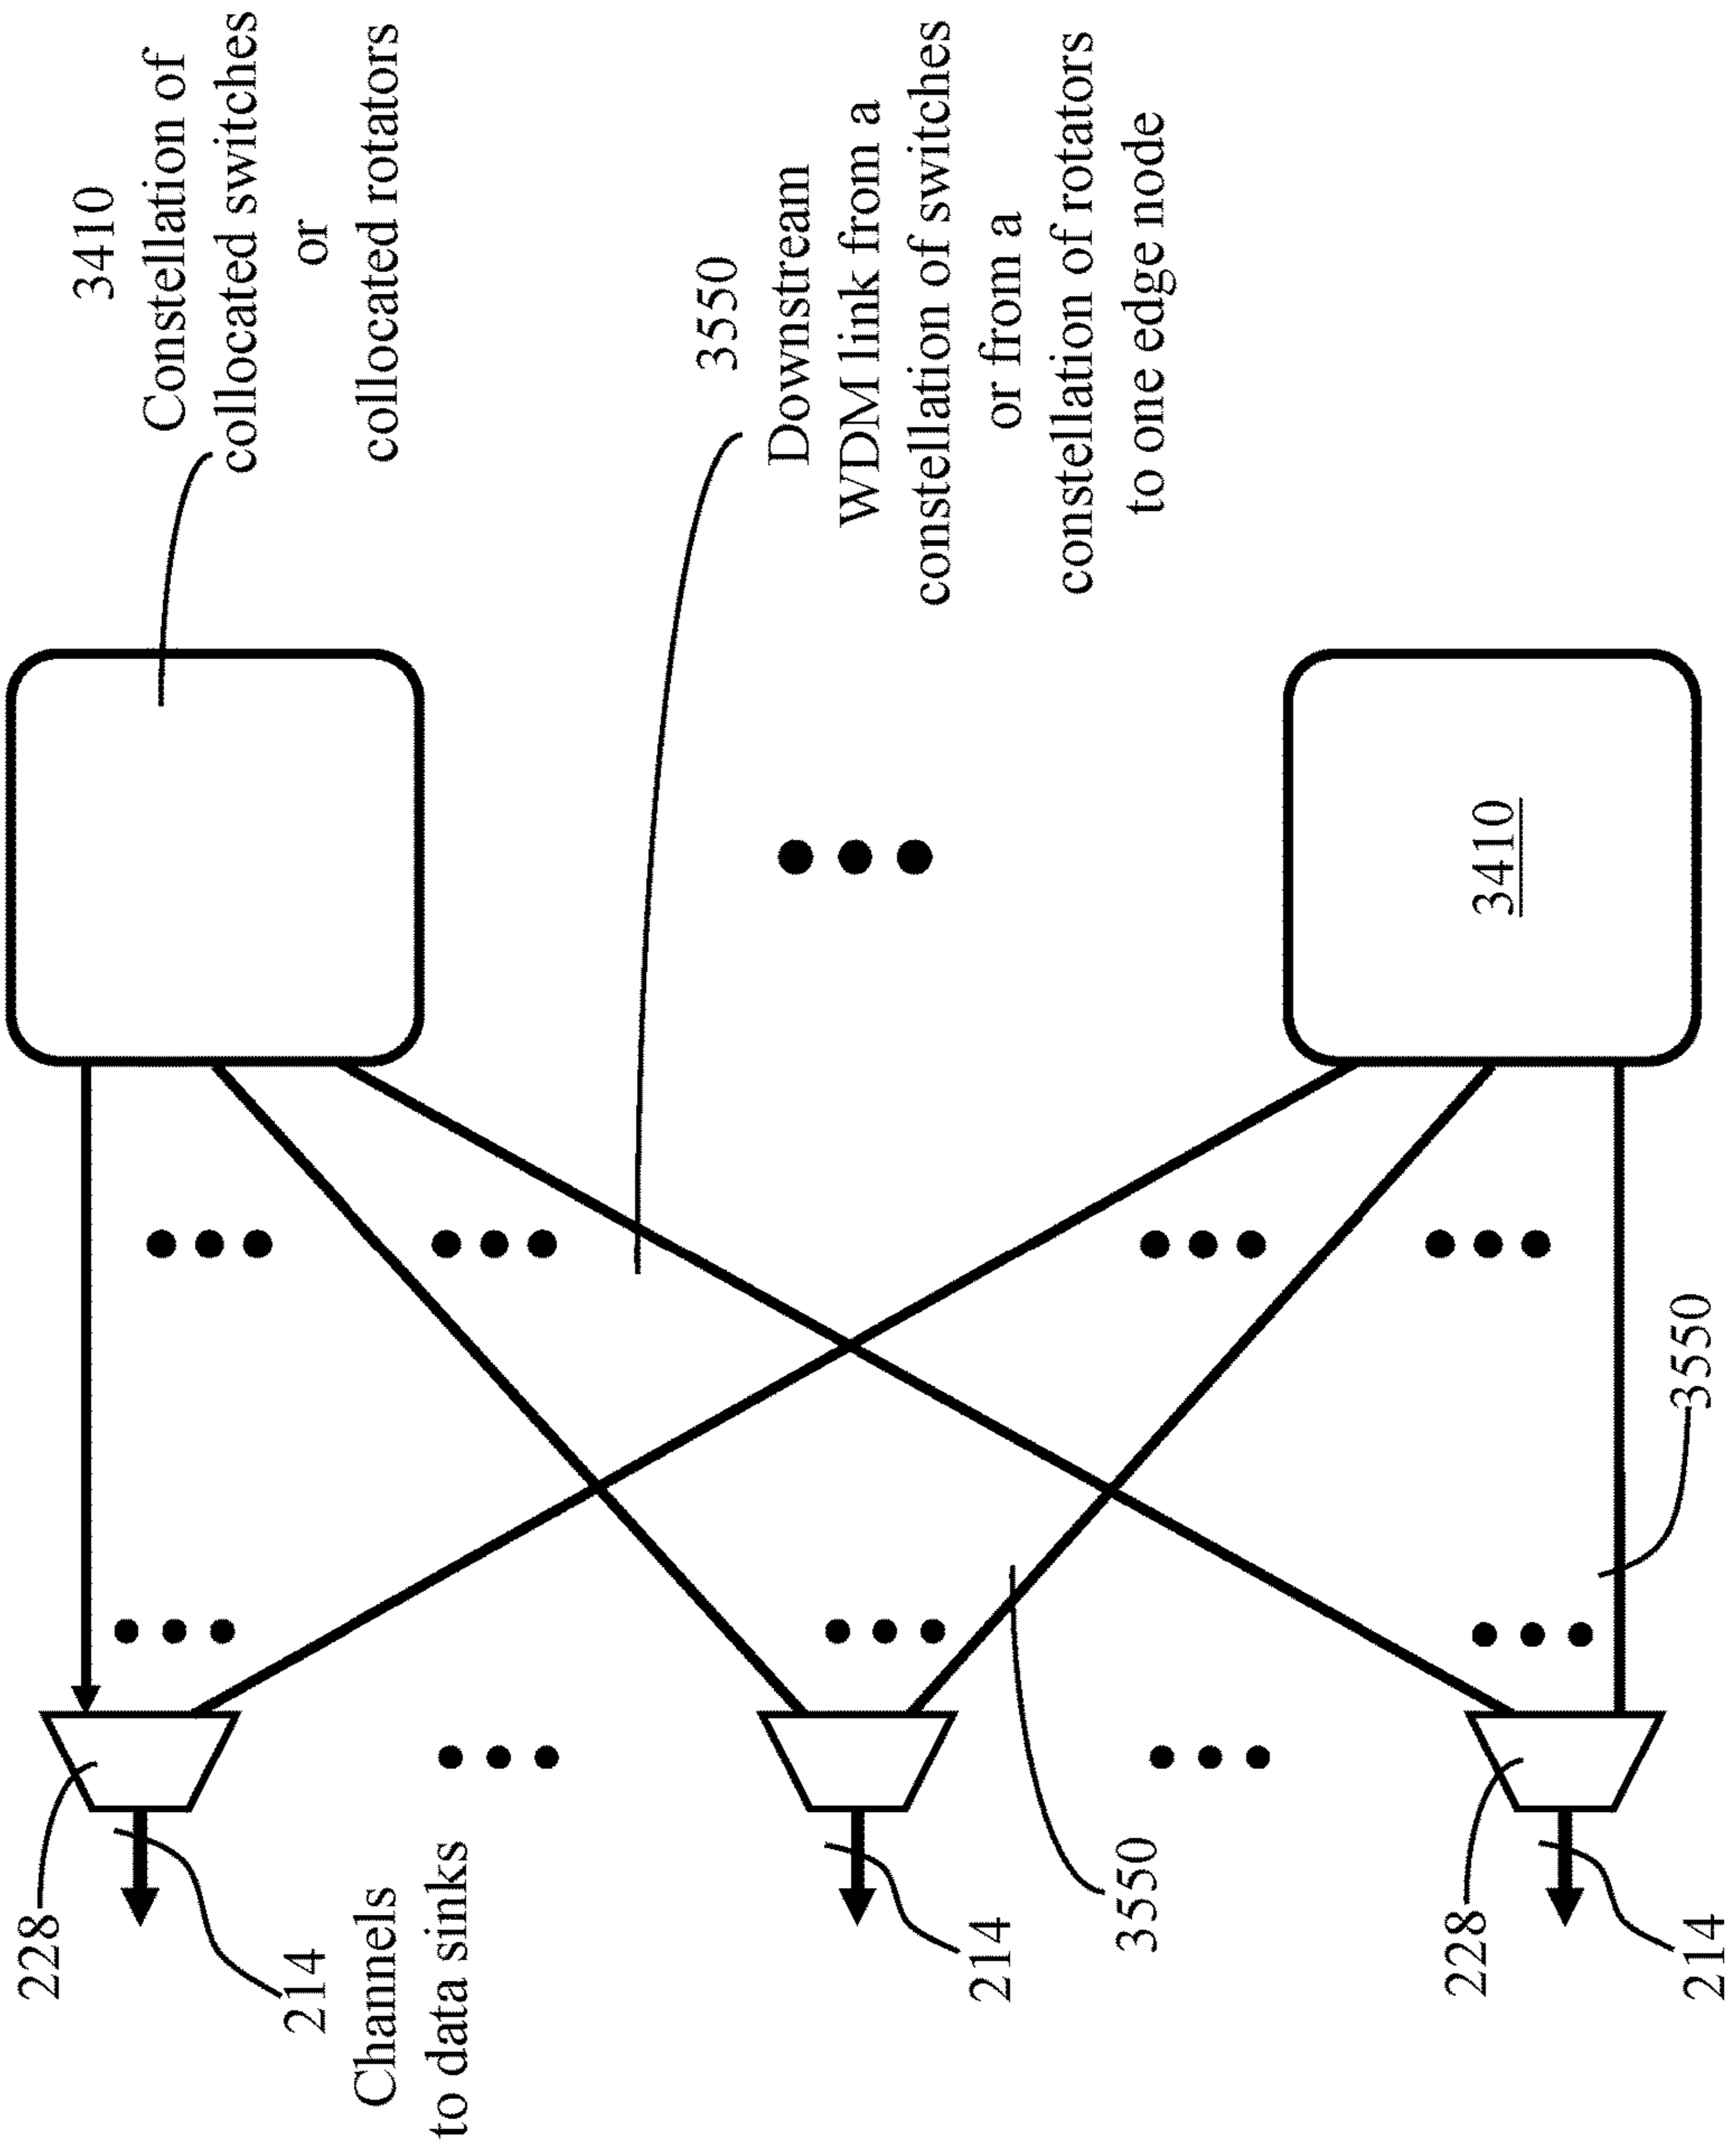 228
214
Channels
to data sinks
3410
Constellation of
collocated switches
or
collocated rotators
3550
Downstream
WDM link from a
constellation of switches
or from a
constellation of rotators
to one edge node
214
3550
228
214
3550
3410